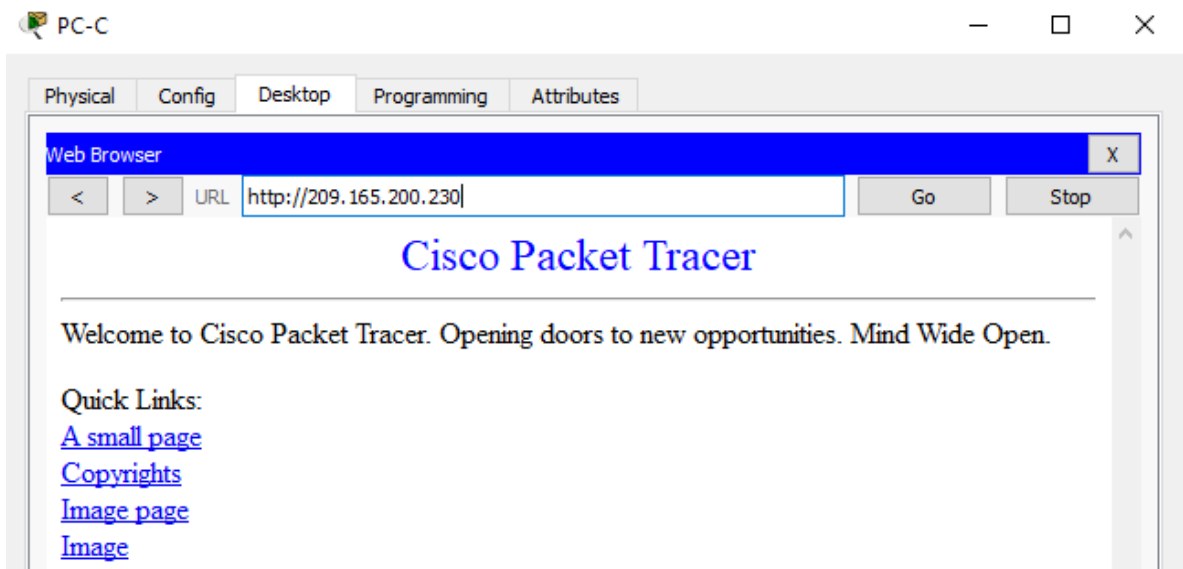 PC-C
Physical Config Desktop Programming Attributes
Web Browser X
< > URL http://209.165.200.230 Go Stop
Cisco Packet Tracer
Welcome to Cisco Packet Tracer. Opening doors to new opportunities. Mind Wide Open.
Quick Links:
A small page
Copyrights
Image page
Image